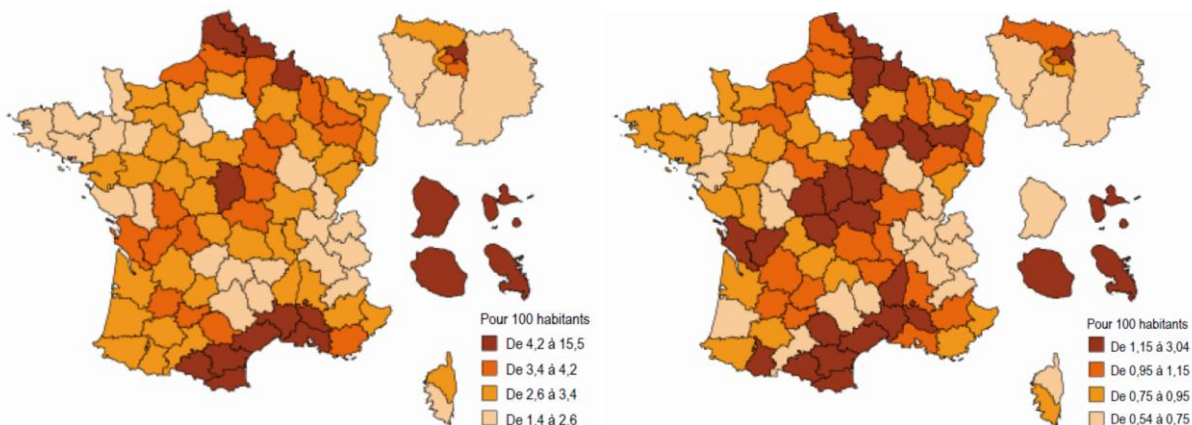 Pour 100 habitants
De 4,2 à 15,5
De 3,4 à 4,2
De 2,6 à 3,4
De 1.4 à 2.6
Pour 100 habitants
De 1,15 à 3,04
De 0,95 à 1,15
De 0,75 à 0,95
De 0,54 à 0,75